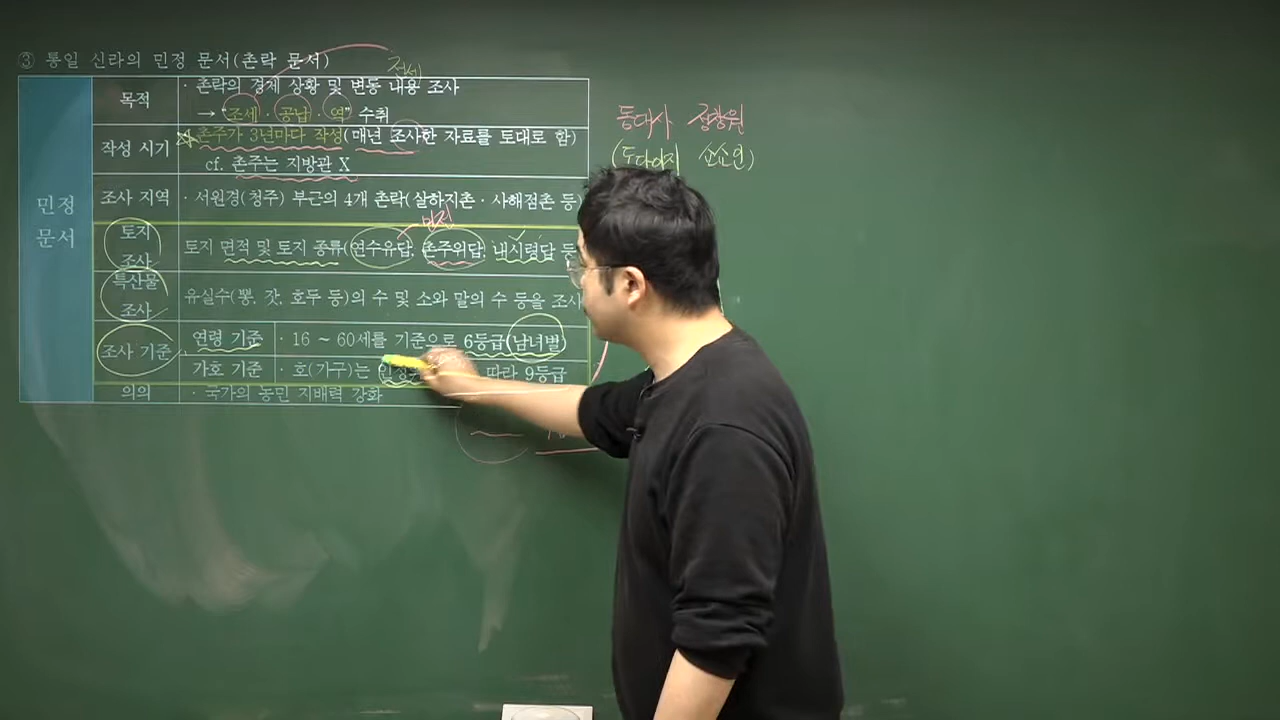 ③ 통일 신라의 민정 문서(촌락 문서)
전세
민정 문서
목적
· 촌락의 경제 상황 및 변동 내용 조사
→ "조세 · 공납 · 역" 수취
작성 시기
☆ 촌주가 3년마다 작성(매년 조사한 자료를 토대로 함)
cf. 촌주는 지방관 X
조사 지역
· 서원경(청주) 부근의 4개 촌락(살하지촌 · 사해점촌 등)
민전
토지 조사
토지 면적 및 토지 종류(연수유답, 촌주위답, 내시령답 등
특산물 조사
유실수(뽕, 잣, 호두 등)의 수 및 소와 말의 수 등을 조사
조사 기준
연령 기준
· 16 ~ 60세를 기준으로 6등급(남녀별)
가호 기준
· 호(가구)는
따라 9등급
의의
· 국가의 농민 지배력 강화
동대사 정창원
(도다이지 쇼소인)